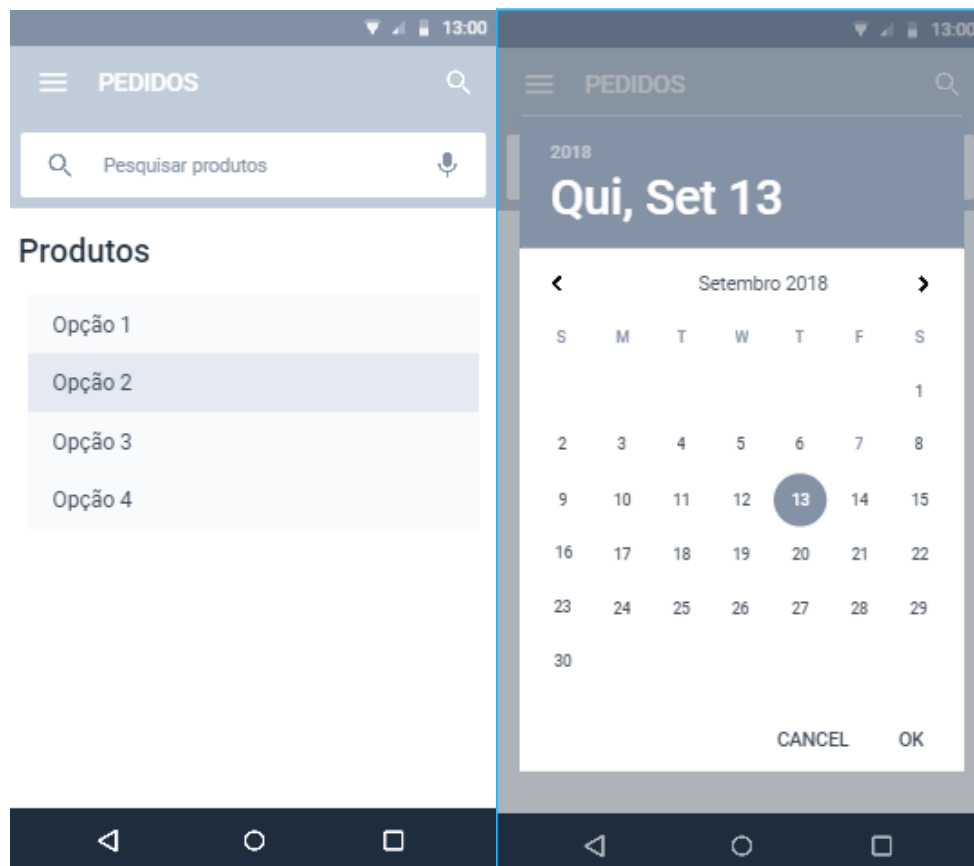 13:00
PEDIDOS
Pesquisar produtos
Produtos
Opção 1
Opção 2
Opção 3
Opção 4
13:00
PEDIDOS
2018
Qui, Set 13
Setembro 2018
S M T W T F S
1
2 3 4 5 6 7 8
9 10 11 12 13 14 15
16 17 18 19 20 21 22
23 24 25 26 27 28 29
30
CANCEL OK